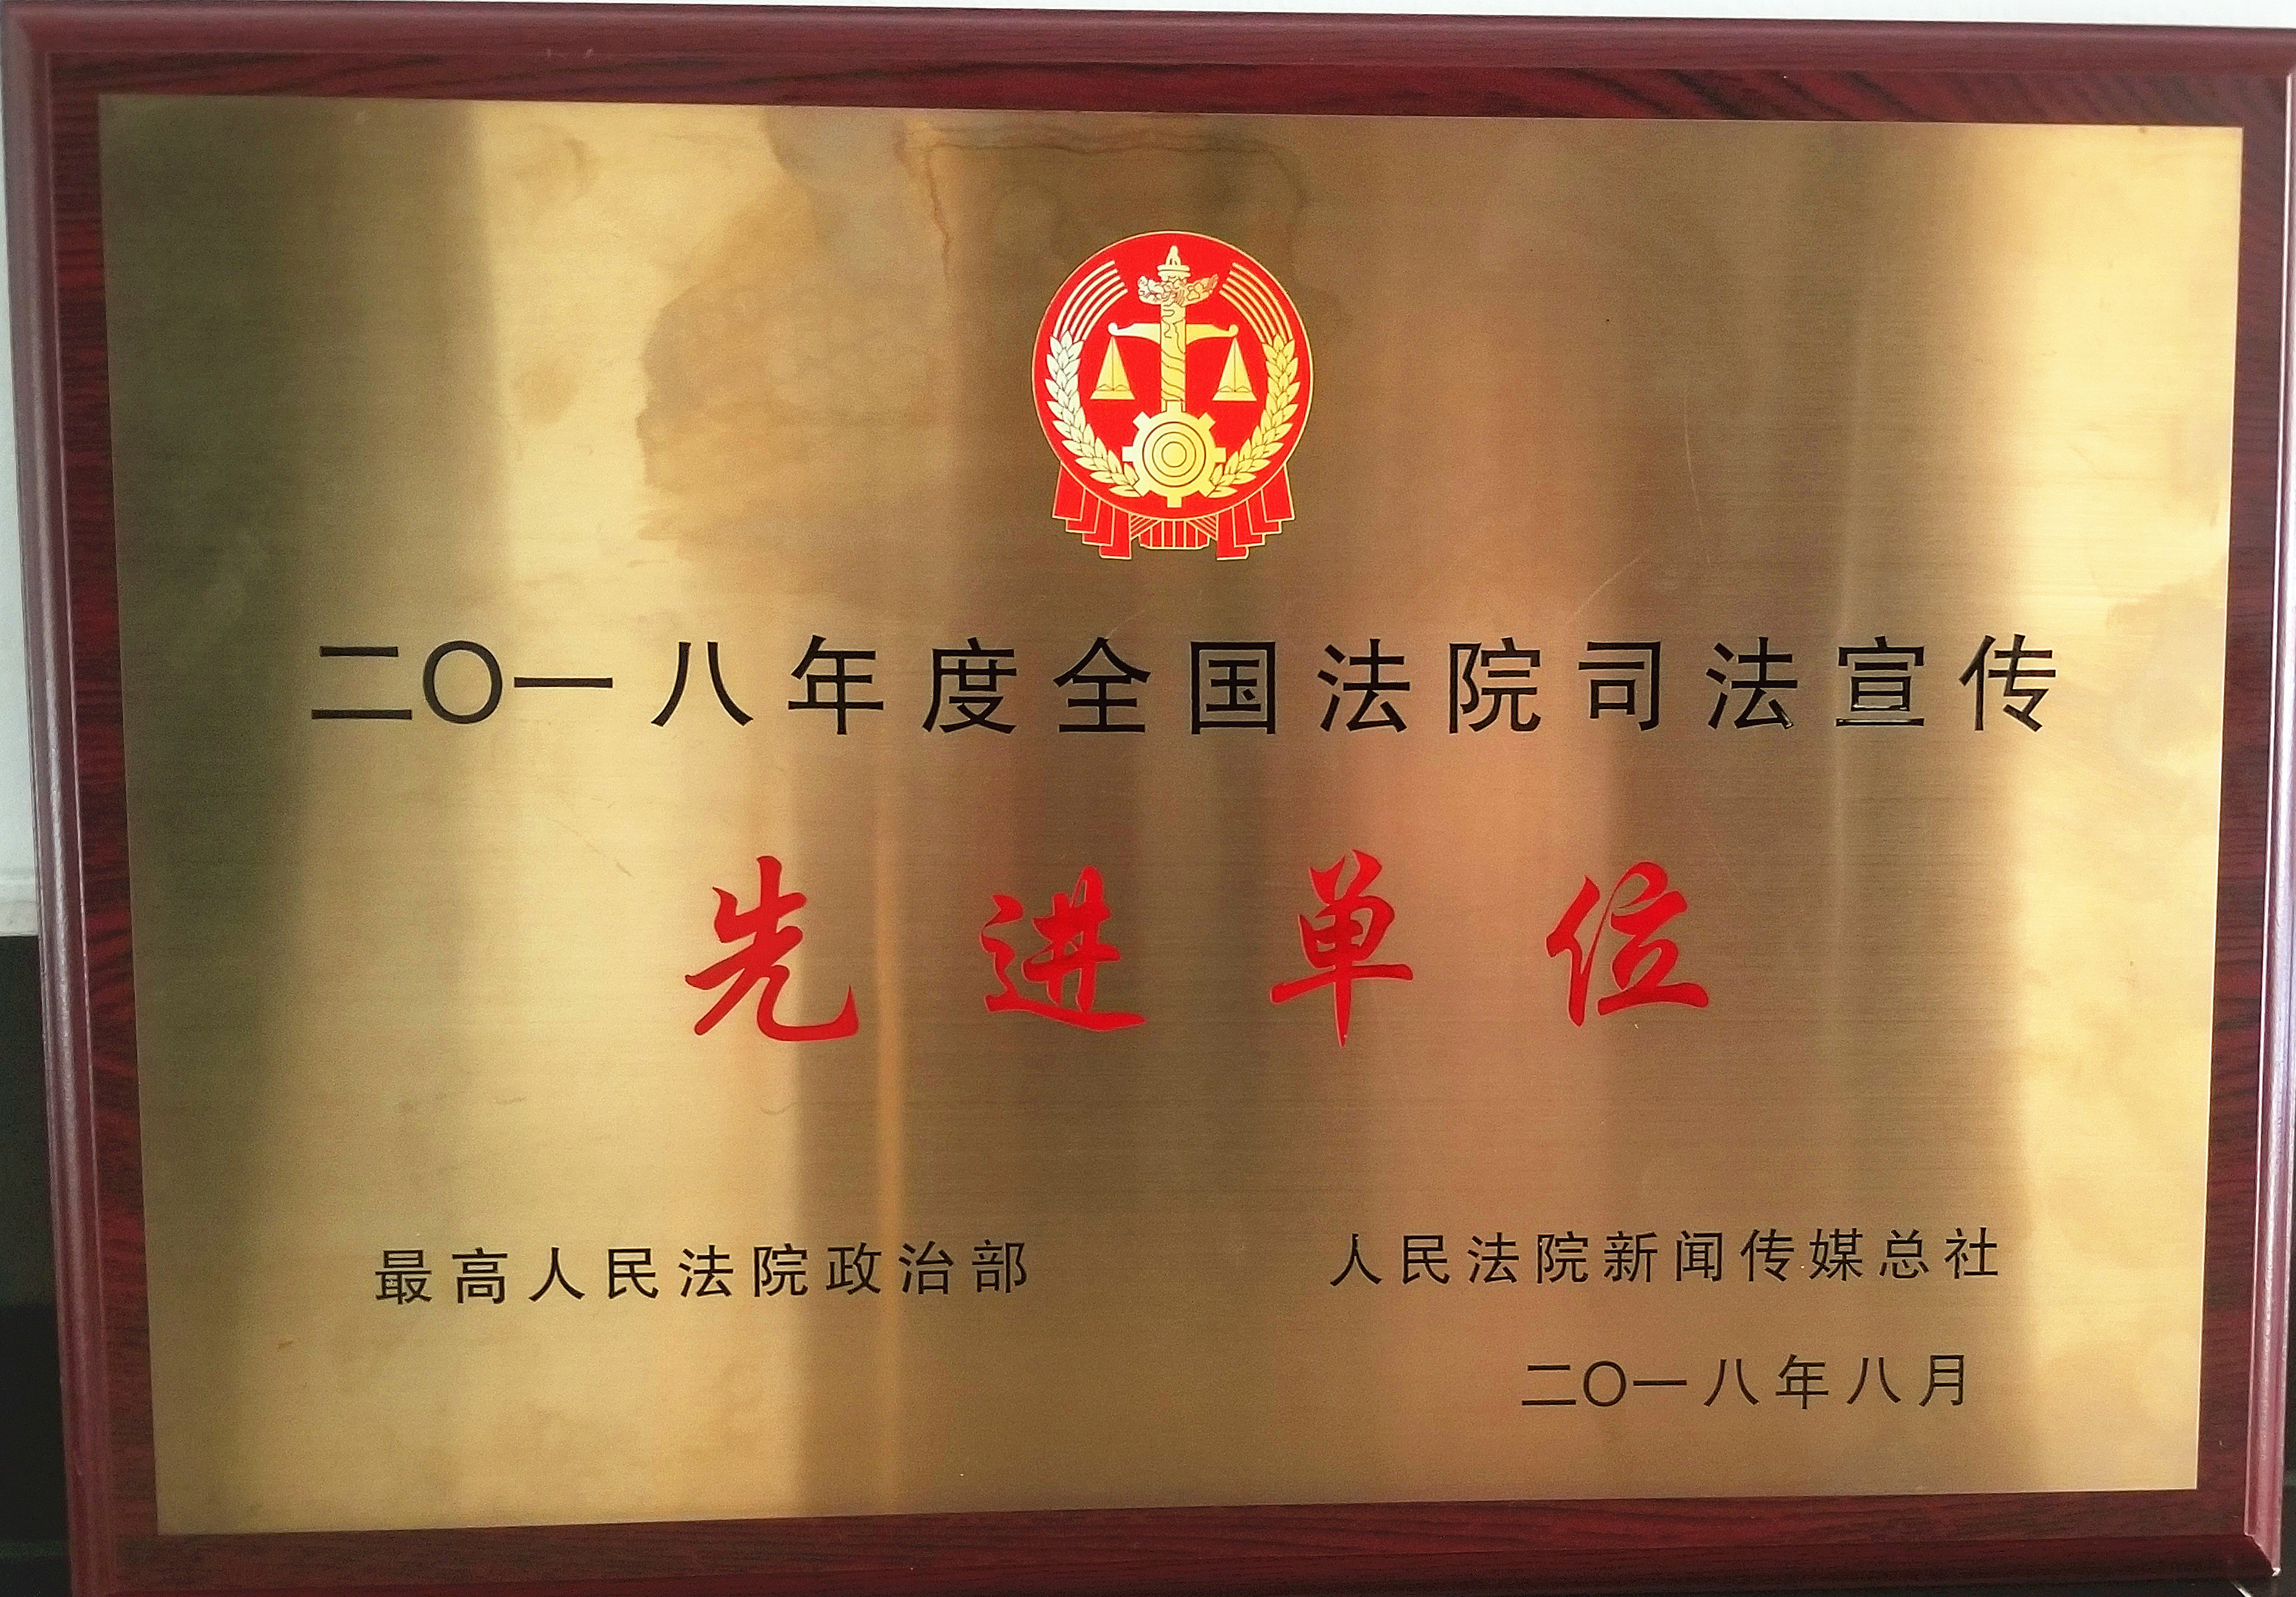 二〇一八年度全国法院司法宣传
先进单位
最高人民法院政治部
人民法院新闻传媒总社
二〇一八年八月